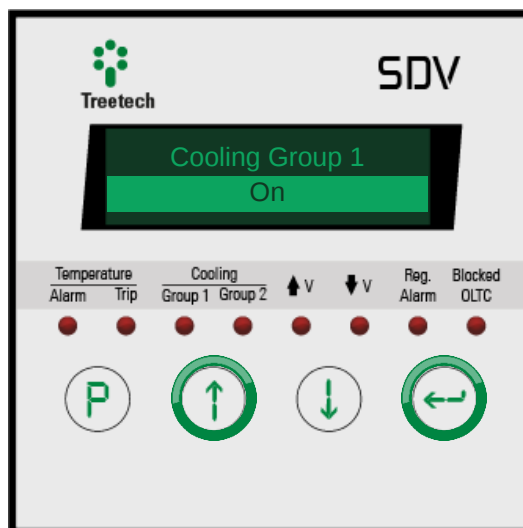 Treetech
SDV
Cooling Group 1
On
Temperature
Alarm Trip
Cooling
Group 1 Group 2
V
V
Reg.
Alarm
Blocked
OLTC
P